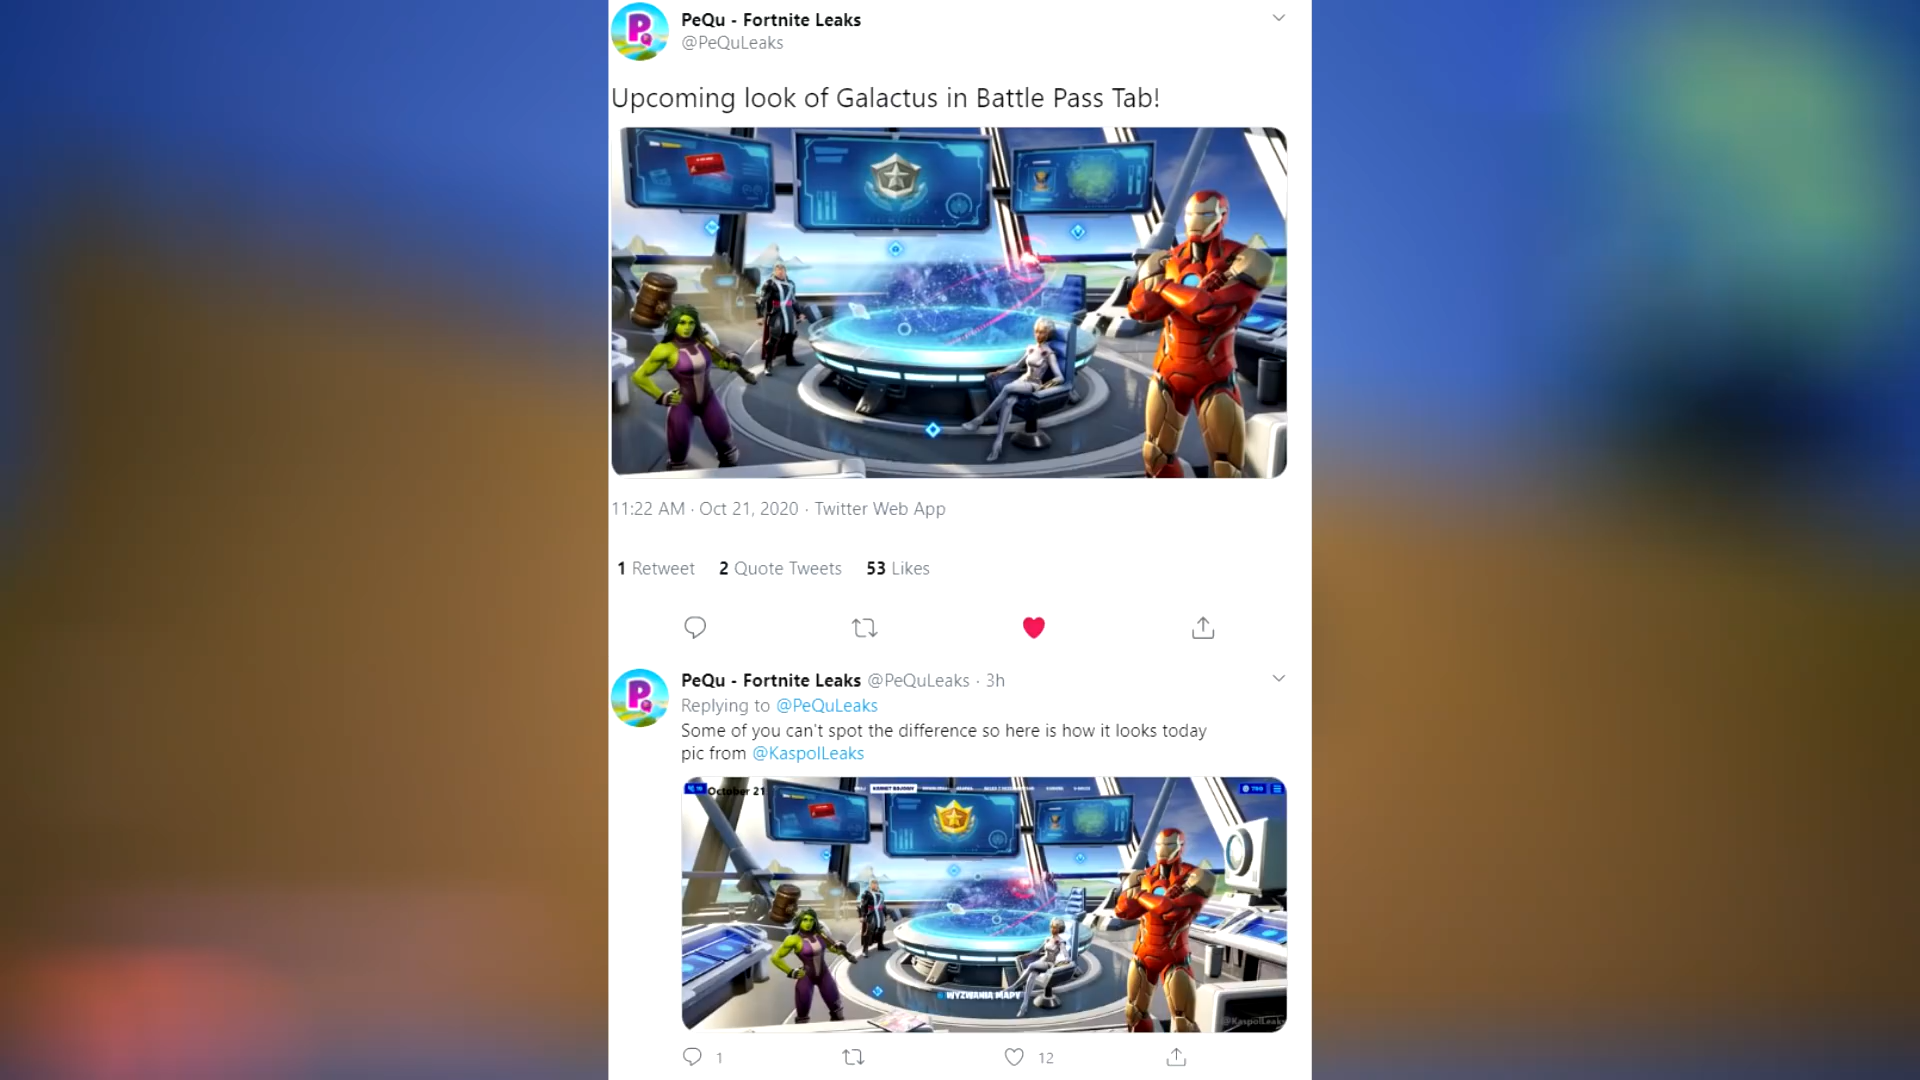 PeQu - Fortnite Leaks
@PeQuLeaks
Upcoming look of Galactus in Battle Pass Tab!
11:22 AM · Oct 21, 2020 · Twitter Web App
1 Retweet 2 Quote Tweets 53 Likes
PeQu - Fortnite Leaks @PeQuLeaks · 3h
Replying to @PeQuLeaks
Some of you can't spot the difference so here is how it looks today
pic from @KaspolLeaks
October 21
KARNET BOJOWY
WYZWANIA MAPY
@KaspolLeaks
1 12